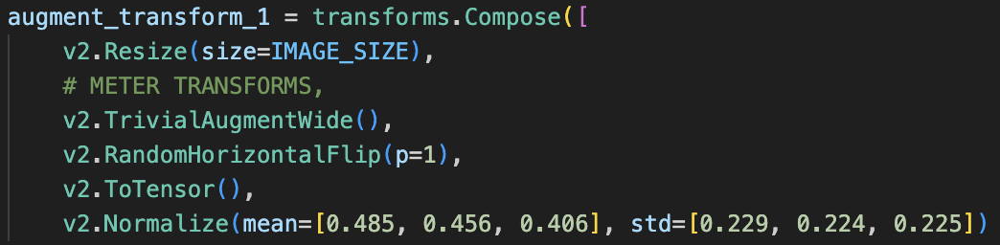 augment_transform_1 = transforms.Compose([
    v2.Resize(size=IMAGE_SIZE),
    # METER TRANSFORMS,
    v2.TrivialAugmentWide(),
    v2.RandomHorizontalFlip(p=1),
    v2.ToTensor(),
    v2.Normalize(mean=[0.485, 0.456, 0.406], std=[0.229, 0.224, 0.225])